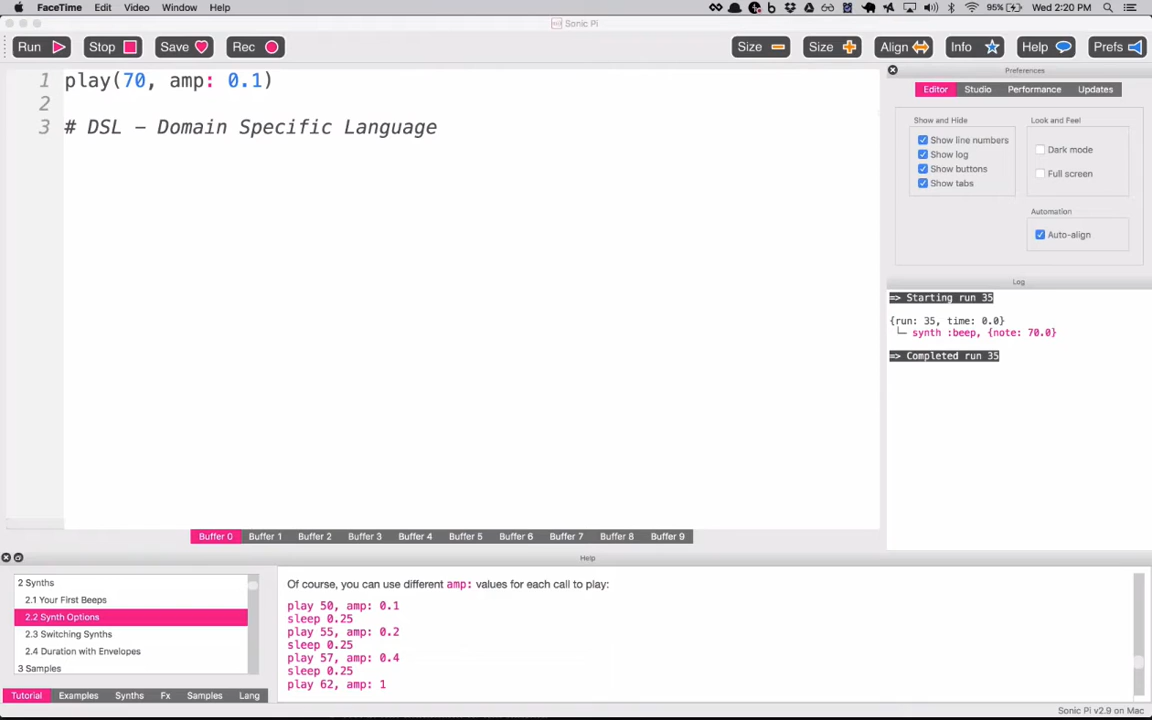 FaceTime Edit Video Window Help 95% Wed 2:20 PM
Sonic Pi
Run Stop Save Rec Size Size Align Info Help Prefs
1 play(70, amp: 0.1)
2
3 # DSL – Domain Specific Language
Preferences
Editor Studio Performance Updates
Show and Hide
Show line numbers
Show log
Show buttons
Show tabs
Look and Feel
Dark mode
Full screen
Automation
Auto-align
Log
=> Starting run 35
{run: 35, time: 0.0}
└─ synth :beep, {note: 70.0}
=> Completed run 35
Buffer 0 Buffer 1 Buffer 2 Buffer 3 Buffer 4 Buffer 5 Buffer 6 Buffer 7 Buffer 8 Buffer 9
Help
2 Synths
2.1 Your First Beeps
2.2 Synth Options
2.3 Switching Synths
2.4 Duration with Envelopes
3 Samples
Tutorial Examples Synths Fx Samples Lang
Of course, you can use different amp: values for each call to play:
play 50, amp: 0.1
sleep 0.25
play 55, amp: 0.2
sleep 0.25
play 57, amp: 0.4
sleep 0.25
play 62, amp: 1
Sonic Pi v2.9 on Mac